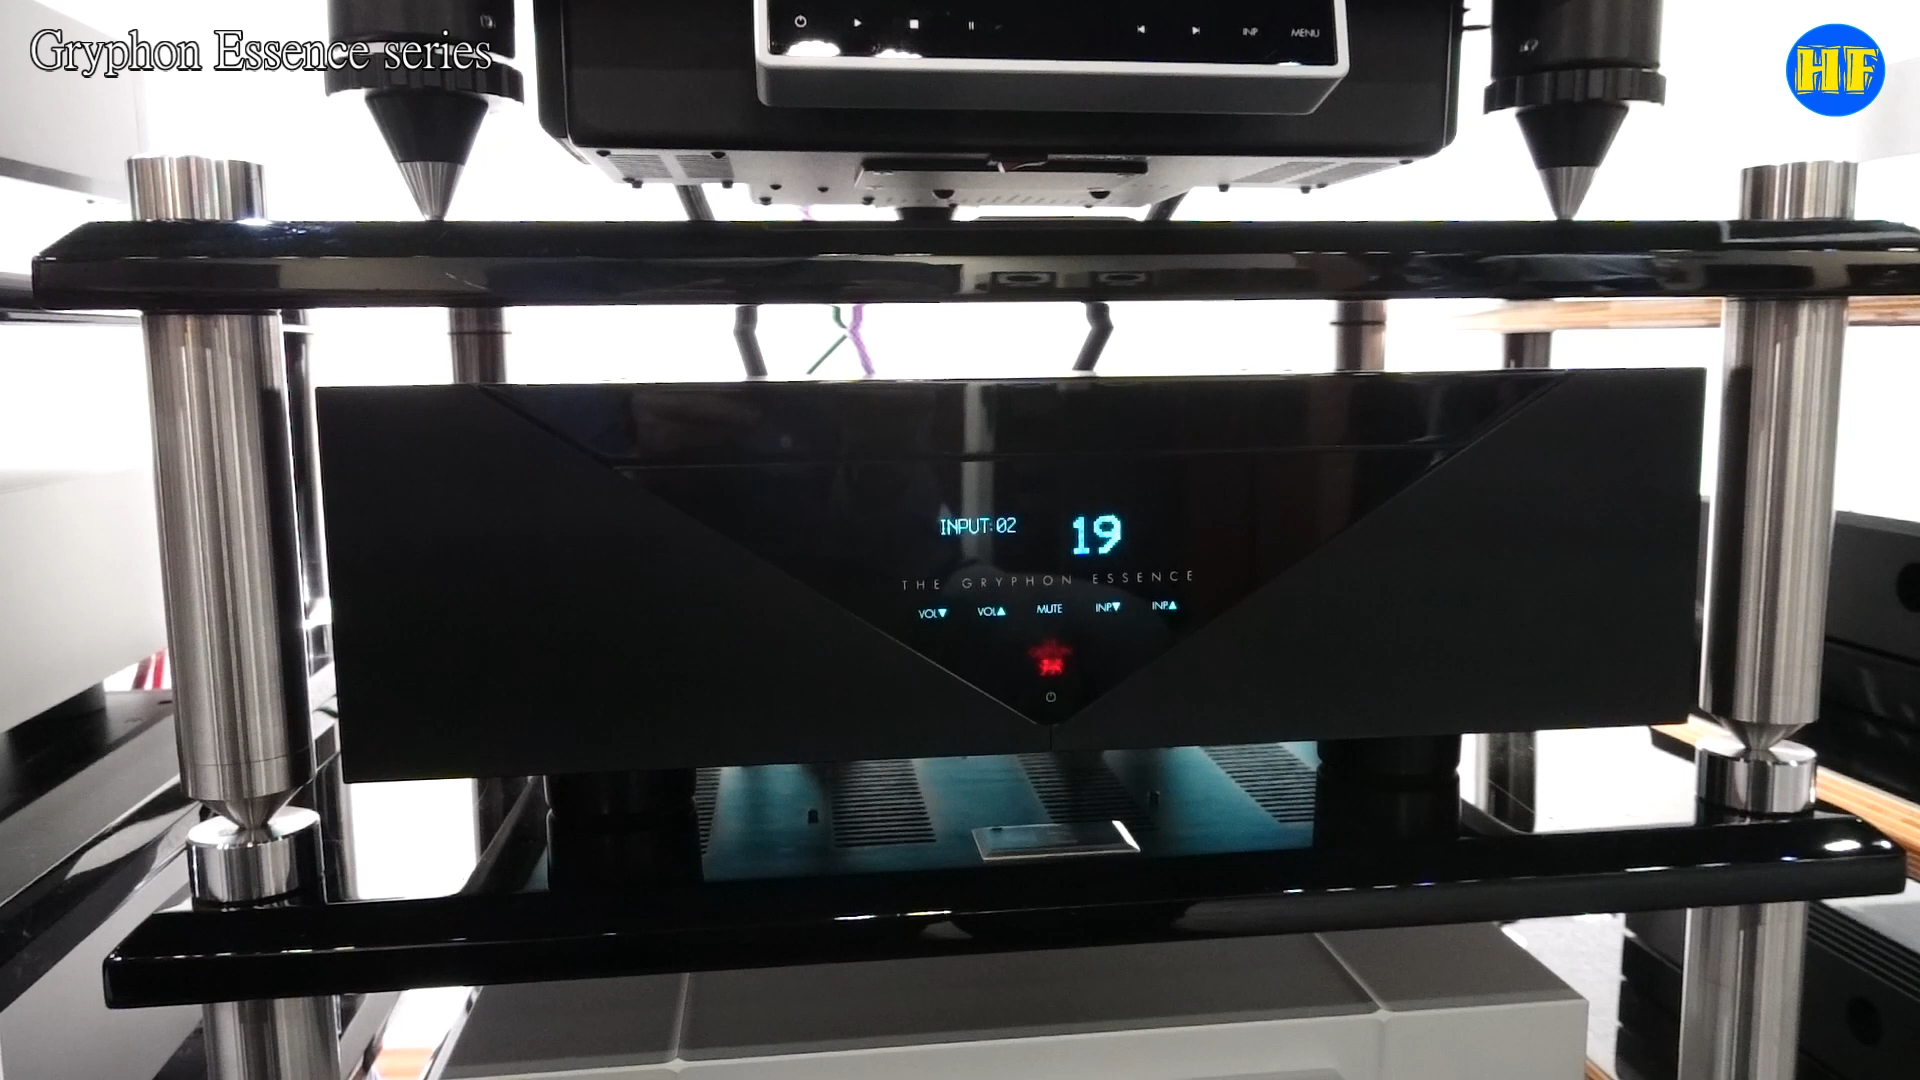 Gryphon Essence series
HF
INP MENU
INPUT:02 19
THE GRYPHON ESSENCE
VOL▼ VOL▲ MUTE INP▼ INP▲